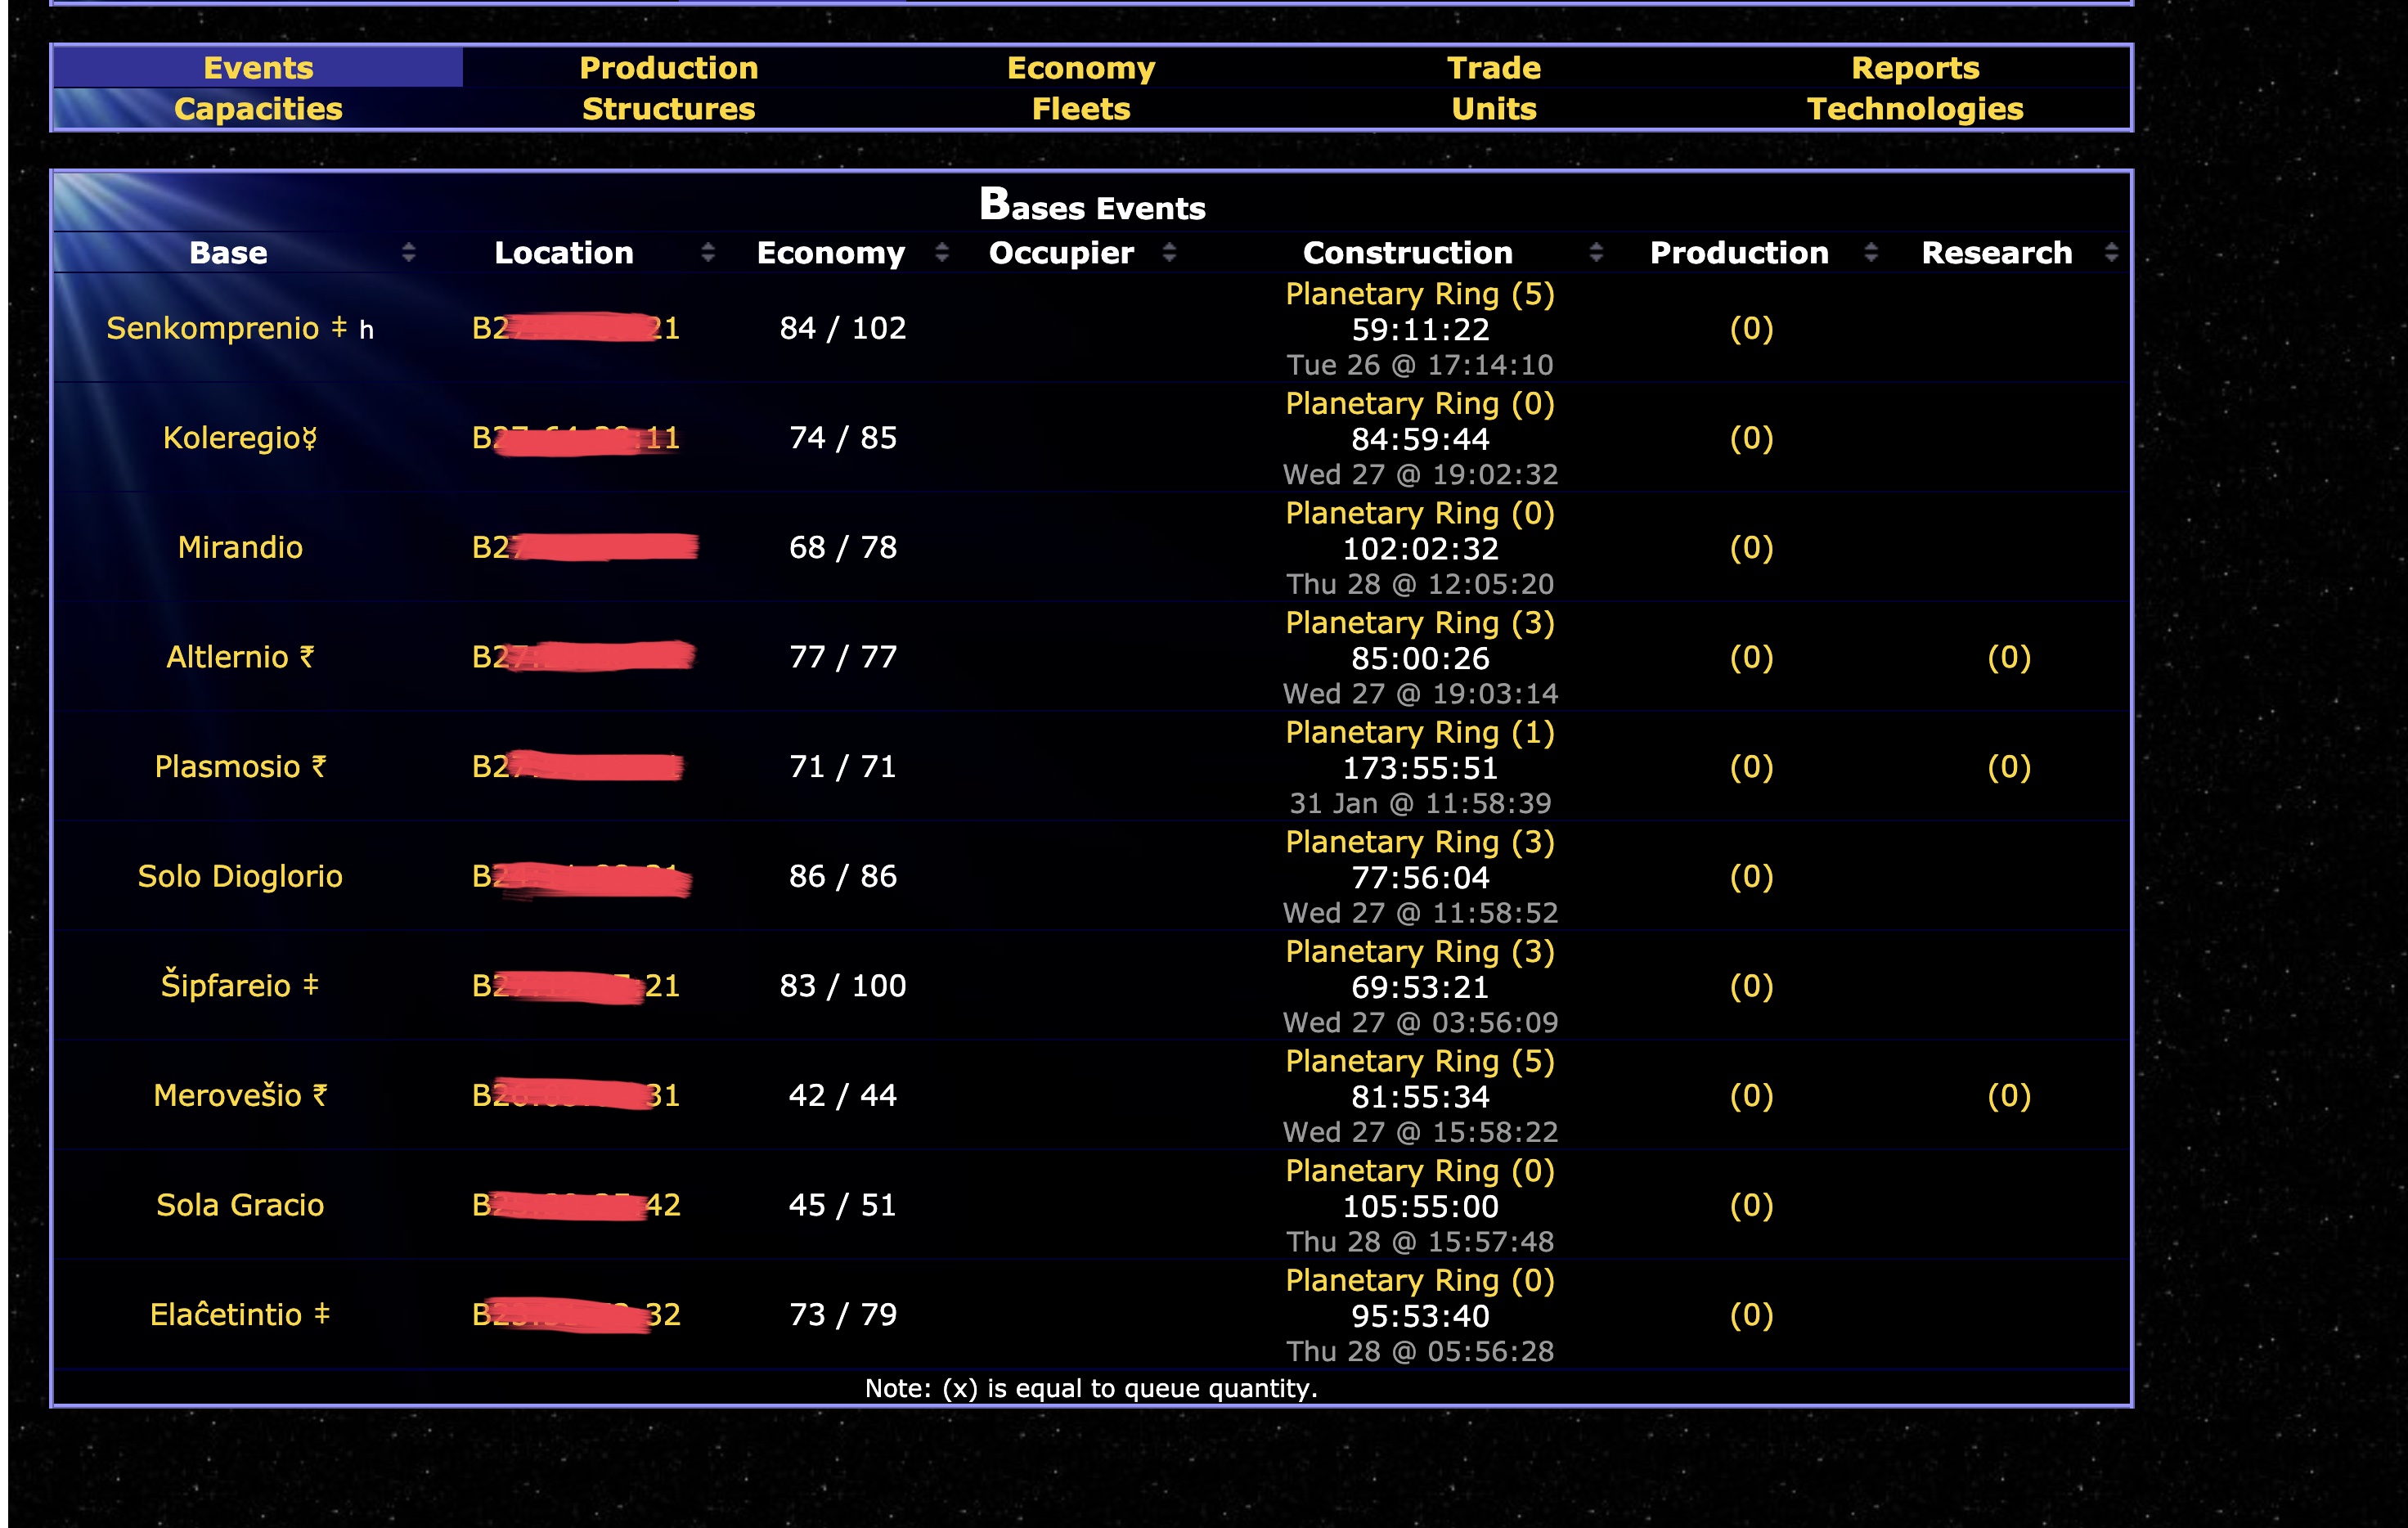 Events Production Economy Trade Reports
Capacities Structures Fleets Units Technologies
Bases Events
Base Location Economy Occupier Construction Production Research
Planetary Ring (5)
Senkomprenio ‡ h 84 / 102 59:11:22 (0)
Tue 26 @ 17:14:10
Planetary Ring (0)
Koleregio☿ 74 / 85 84:59:44 (0)
Wed 27 @ 19:02:32
Planetary Ring (0)
Mirandio 68 / 78 102:02:32 (0)
Thu 28 @ 12:05:20
Planetary Ring (3)
Altlernio ₹ 77 / 77 85:00:26 (0) (0)
Wed 27 @ 19:03:14
Planetary Ring (1)
Plasmosio ₹ 71 / 71 173:55:51 (0) (0)
31 Jan @ 11:58:39
Planetary Ring (3)
Solo Dioglorio 86 / 86 77:56:04 (0)
Wed 27 @ 11:58:52
Planetary Ring (3)
Šipfareio ‡ 83 / 100 69:53:21 (0)
Wed 27 @ 03:56:09
Planetary Ring (5)
Merovešio ₹ 42 / 44 81:55:34 (0) (0)
Wed 27 @ 15:58:22
Planetary Ring (0)
Sola Gracio 45 / 51 105:55:00 (0)
Thu 28 @ 15:57:48
Planetary Ring (0)
Elaĉetintio ‡ 73 / 79 95:53:40 (0)
Thu 28 @ 05:56:28
Note: (x) is equal to queue quantity.